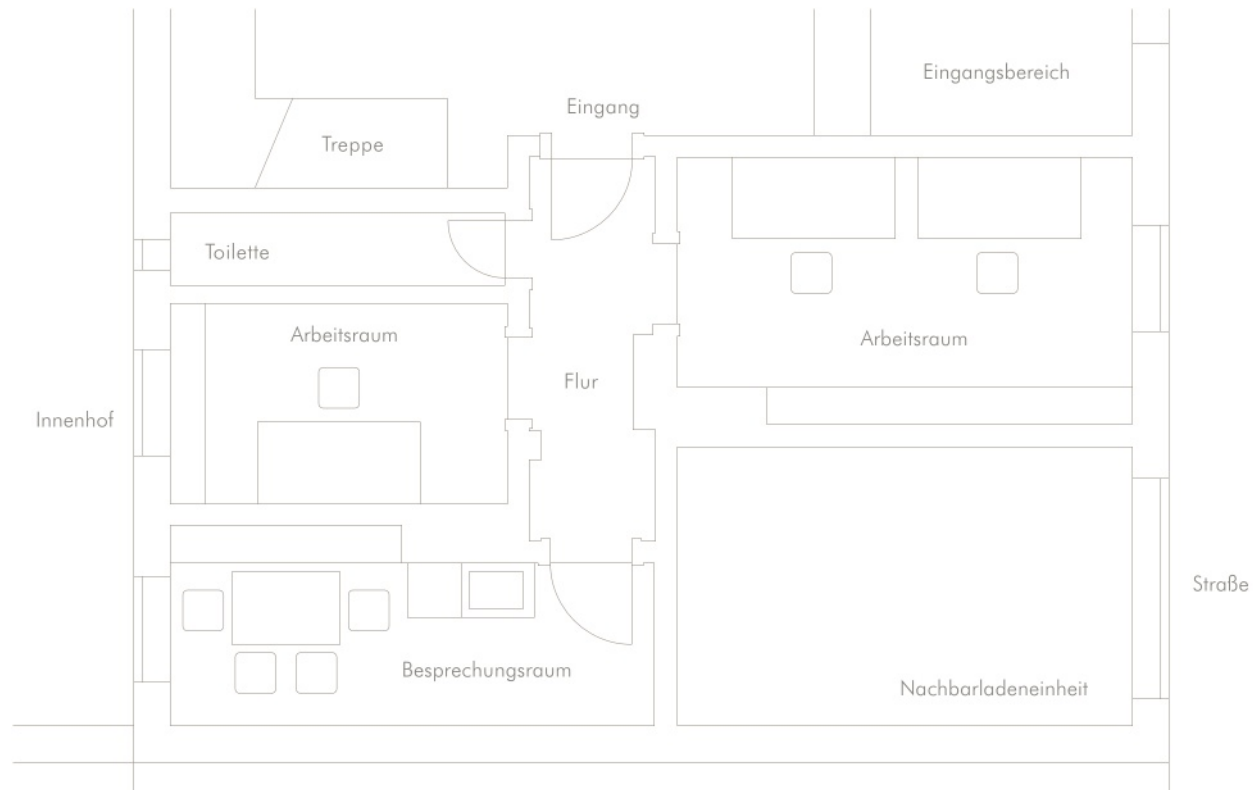 Eingangsbereich
Eingang
Treppe
Toilette
Arbeitsraum
Arbeitsraum
Flur
Innenhof
Straße
Besprechungsraum
Nachbarladeneinheit